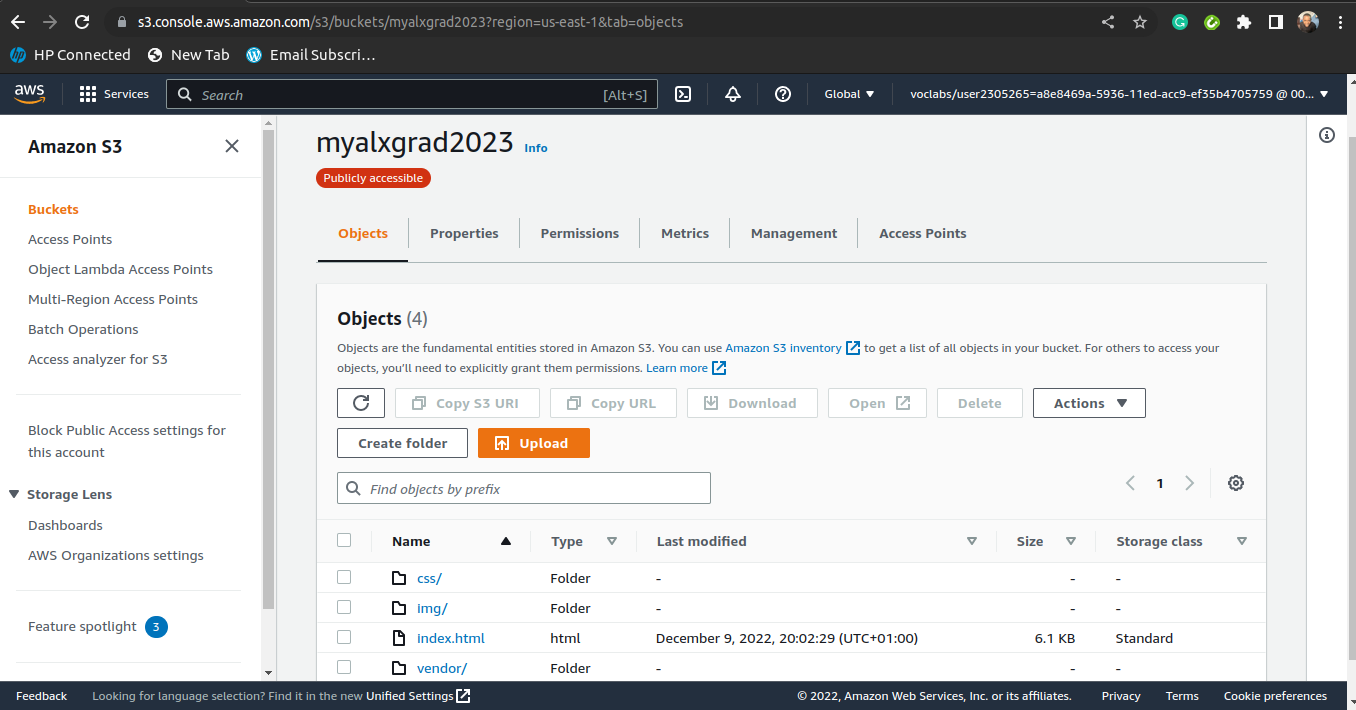 s3.console.aws.amazon.com/s3/buckets/myalxgrad2023?region=us-east-1&tab=objects
HP Connected New Tab Email Subscri…
aws Services Search [Alt+S] Global voclabs/user2305265=a8e8469a-5936-11ed-acc9-ef35b4705759 @ 00...
Amazon S3
Buckets
Access Points
Object Lambda Access Points
Multi-Region Access Points
Batch Operations
Access analyzer for S3
Block Public Access settings for
this account
Storage Lens
Dashboards
AWS Organizations settings
Feature spotlight 3
myalxgrad2023 Info
Publicly accessible
Objects Properties Permissions Metrics Management Access Points
Objects (4)
Objects are the fundamental entities stored in Amazon S3. You can use Amazon S3 inventory to get a list of all objects in your bucket. For others to access your
objects, you'll need to explicitly grant them permissions. Learn more
Copy S3 URI Copy URL Download Open Delete Actions
Create folder Upload
Find objects by prefix 1
Name Type Last modified Size Storage class
css/ Folder - - -
img/ Folder - - -
index.html html December 9, 2022, 20:02:29 (UTC+01:00) 6.1 KB Standard
vendor/ Folder - - -
Feedback Looking for language selection? Find it in the new Unified Settings © 2022, Amazon Web Services, Inc. or its affiliates. Privacy Terms Cookie preferences